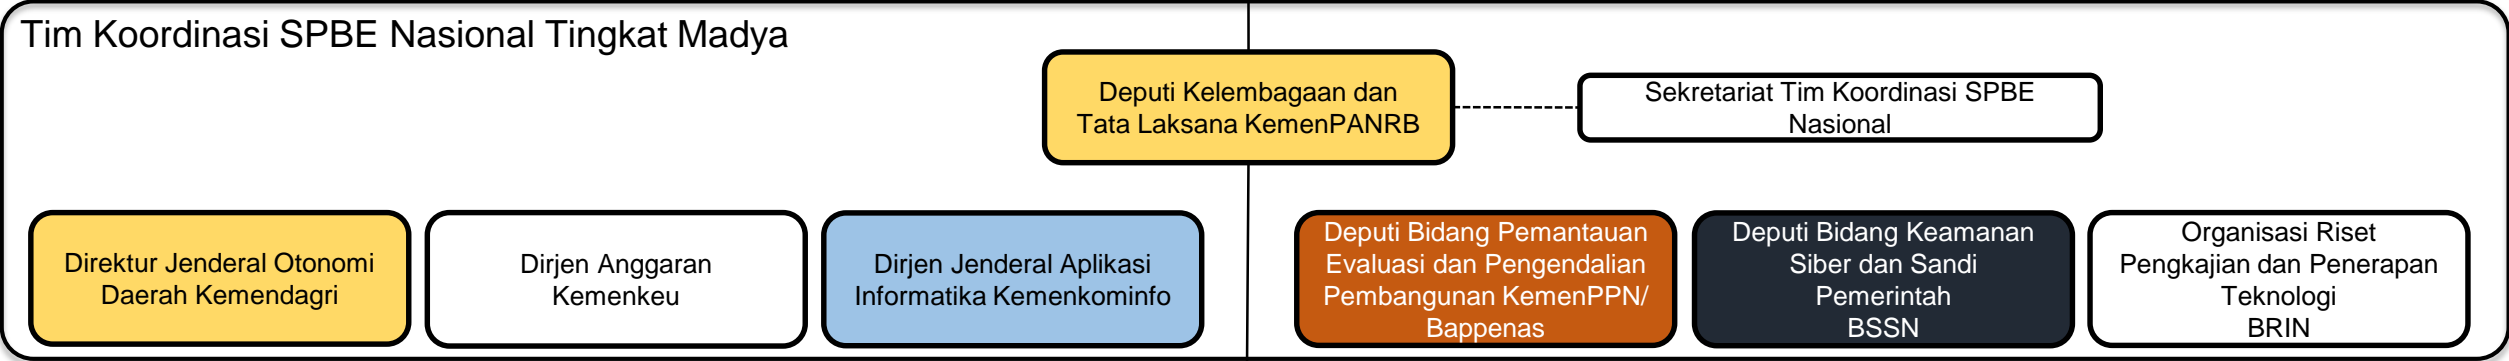 Tim Koordinasi SPBE Nasional Tingkat Madya
Deputi Kelembagaan dan
Tata Laksana KemenPANRB
Sekretariat Tim Koordinasi SPBE
Nasional
Direktur Jenderal Otonomi
Daerah Kemendagri
Dirjen Anggaran
Kemenkeu
Dirjen Jenderal Aplikasi
Informatika Kemenkominfo
Deputi Bidang Pemantauan
Evaluasi dan Pengendalian
Pembangunan KemenPPN/
Bappenas
Deputi Bidang Keamanan
Siber dan Sandi
Pemerintah
BSSN
Organisasi Riset
Pengkajian dan Penerapan
Teknologi
BRIN